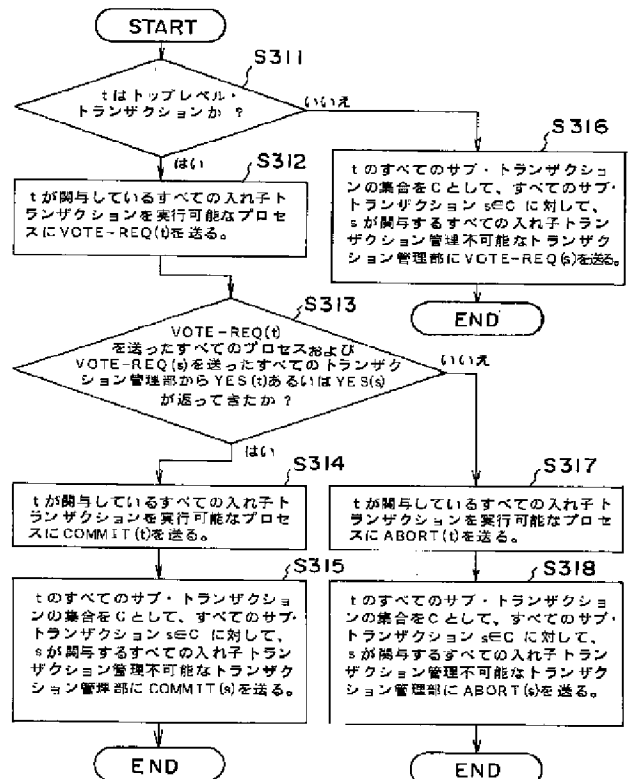 START
S311
tはトップレベル・
トランザクションか？
いいえ
はい
S312
tが関与しているすべての入れ子ト
ランザクションを実行可能なプロセ
スにVOTE-REQ(t)を送る。
S316
tのすべてのサブ・トランザクショ
ンの集合をCとして、すべてのサブ・
トランザクション s∈C に対して、
sが関与するすべての入れ子トラン
ザクション管理不可能なトランザク
ション管理部にVOTE-REQ(s)を送る。
END
S313
VOTE-REQ(t)
を送ったすべてのプロセスおよび
VOTE-REQ(s)を送ったすべてのトランザク
ション管理部からYES(t)あるいはYES(s)
が返ってきたか？
いいえ
はい
S314
tが関与しているすべての入れ子ト
ランザクションを実行可能なプロセ
スにCOMMIT(t)を送る。
S317
tが関与しているすべての入れ子ト
ランザクションを実行可能なプロセ
スにABORT(t)を送る。
S315
tのすべてのサブ・トランザクショ
ンの集合をCとして、すべてのサブ・
トランザクション s∈C に対して、
sが関与するすべての入れ子トラン
ザクション管理不可能なトランザク
ション管理部にCOMMIT(s)を送る。
S318
tのすべてのサブ・トランザクショ
ンの集合をCとして、すべてのサブ・
トランザクション s∈C に対して、
sが関与するすべての入れ子トラン
ザクション管理不可能なトランザク
ション管理部にABORT(s)を送る。
END
END